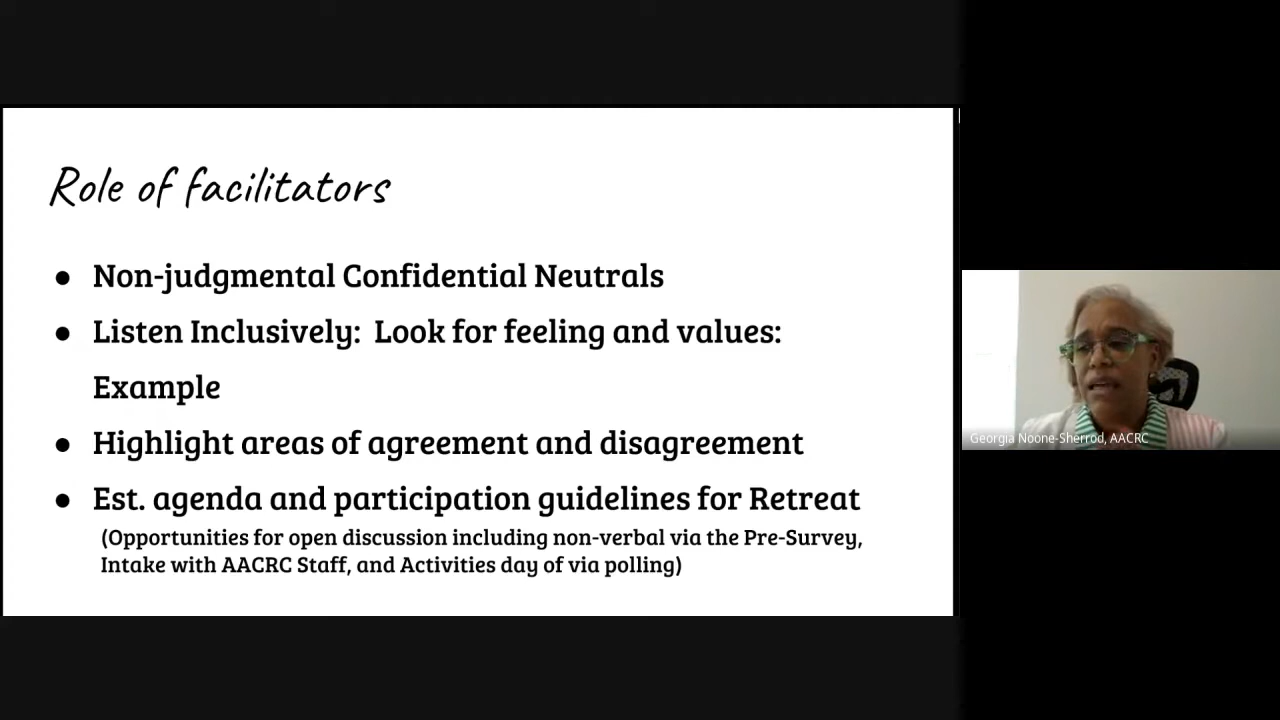 Role of facilitators
● Non-judgmental Confidential Neutrals
● Listen Inclusively:  Look for feeling and values:
Example
● Highlight areas of agreement and disagreement
● Est. agenda and participation guidelines for Retreat
(Opportunities for open discussion including non-verbal via the Pre-Survey,
Intake with AACRC Staff, and Activities day of via polling)
Georgia Noone-Sherrod, AACRC